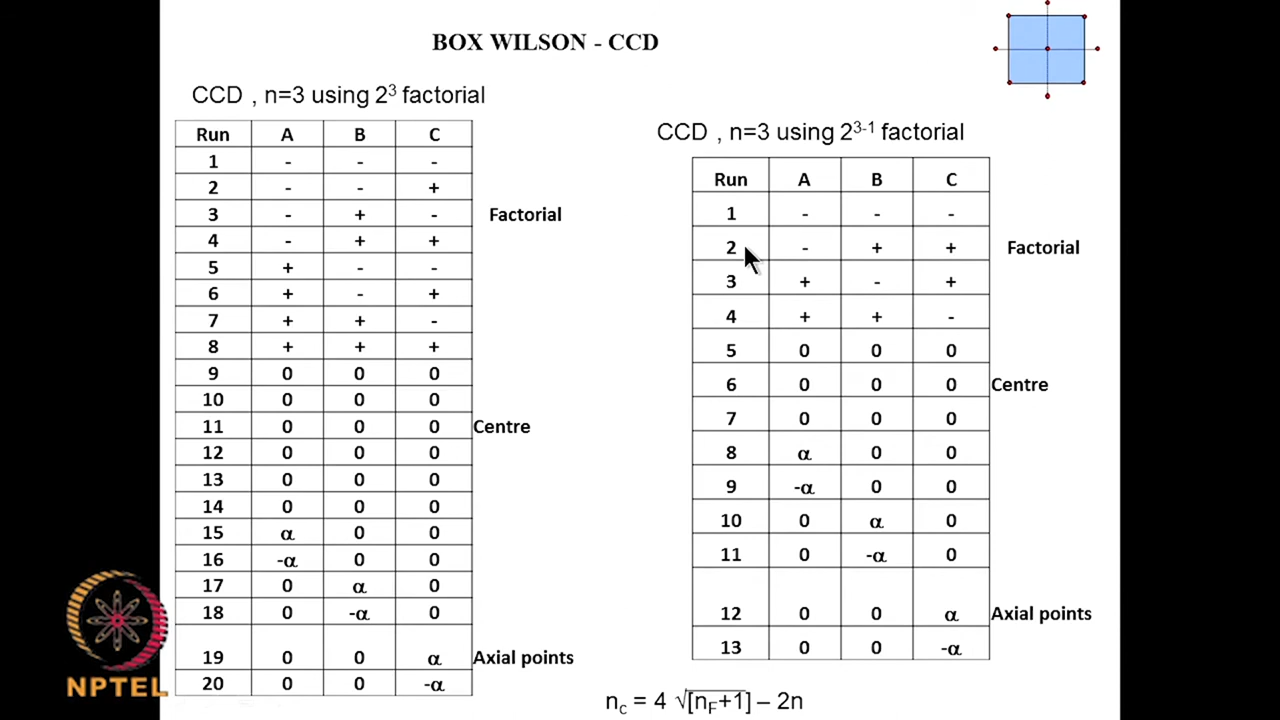 BOX WILSON - CCD
CCD , n=3 using 2³ factorial
Run A B C
1 - - -
2 - - +
3 - + -
4 - + +
5 + - -
6 + - +
7 + + -
8 + + +
9 0 0 0
10 0 0 0
11 0 0 0
12 0 0 0
13 0 0 0
14 0 0 0
15 α 0 0
16 -α 0 0
17 0 α 0
18 0 -α 0
19 0 0 α
20 0 0 -α
Factorial
Centre
Axial points
CCD , n=3 using 2³⁻¹ factorial
Run A B C
1 - - -
2 - + +
3 + - +
4 + + -
5 0 0 0
6 0 0 0
7 0 0 0
8 α 0 0
9 -α 0 0
10 0 α 0
11 0 -α 0
12 0 0 α
13 0 0 -α
Factorial
Centre
Axial points
n_c = 4 √[n_F+1] – 2n
NPTEL